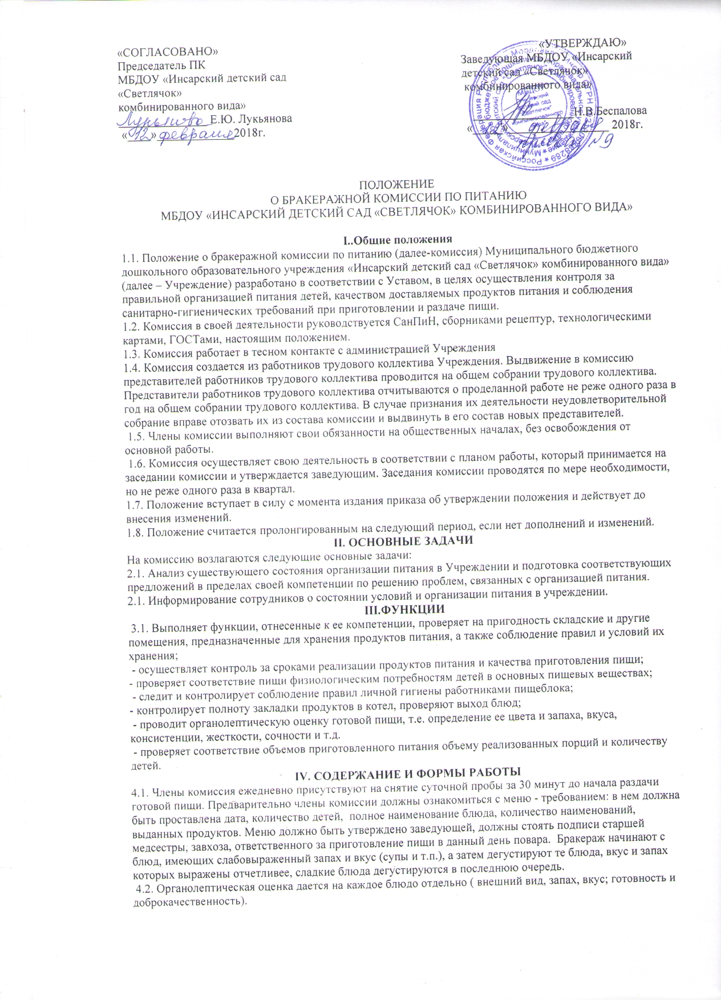 «СОГЛАСОВАНО»
Председатель ПК
МБДОУ «Инсарский детский сад
«Светлячок»
комбинированного вида»
Е.Ю. Лукьянова
«12» февраля 2018г.
«УТВЕРЖДАЮ»
Заведующая МБДОУ «Инсарский
детский сад «Светлячок»
комбинированного вида»
Н.В.Беспалова
«12» февраля 2018г.
приказ №9
ПОЛОЖЕНИЕ
О БРАКЕРАЖНОЙ КОМИССИИ ПО ПИТАНИЮ
МБДОУ «ИНСАРСКИЙ ДЕТСКИЙ САД «СВЕТЛЯЧОК» КОМБИНИРОВАННОГО ВИДА»
I..Общие положения
1.1. Положение о бракеражной комиссии по питанию (далее-комиссия) Муниципального бюджетного
дошкольного образовательного учреждения «Инсарский детский сад «Светлячок» комбинированного вида»
(далее – Учреждение) разработано в соответствии с Уставом, в целях осуществления контроля за
правильной организацией питания детей, качеством доставляемых продуктов питания и соблюдения
санитарно-гигиенических требований при приготовлении и раздаче пищи.
1.2. Комиссия в своей деятельности руководствуется СанПиН, сборниками рецептур, технологическими
картами, ГОСТами, настоящим положением.
1.3. Комиссия работает в тесном контакте с администрацией Учреждения
1.4. Комиссия создается из работников трудового коллектива Учреждения. Выдвижение в комиссию
представителей работников трудового коллектива проводится на общем собрании трудового коллектива.
Представители работников трудового коллектива отчитываются о проделанной работе не реже одного раза в
год на общем собрании трудового коллектива. В случае признания их деятельности неудовлетворительной
собрание вправе отозвать их из состава комиссии и выдвинуть в его состав новых представителей.
1.5. Члены комиссии выполняют свои обязанности на общественных началах, без освобождения от
основной работы.
1.6. Комиссия осуществляет свою деятельность в соответствии с планом работы, который принимается на
заседании комиссии и утверждается заведующим. Заседания комиссии проводятся по мере необходимости,
но не реже одного раза в квартал.
1.7. Положение вступает в силу с момента издания приказа об утверждении положения и действует до
внесения изменений.
1.8. Положение считается пролонгированным на следующий период, если нет дополнений и изменений.
II. ОСНОВНЫЕ ЗАДАЧИ
На комиссию возлагаются следующие основные задачи:
2.1. Анализ существующего состояния организации питания в Учреждении и подготовка соответствующих
предложений в пределах своей компетенции по решению проблем, связанных с организацией питания.
2.1. Информирование сотрудников о состоянии условий и организации питания в учреждении.
III.ФУНКЦИИ
3.1. Выполняет функции, отнесенные к ее компетенции, проверяет на пригодность складские и другие
помещения, предназначенные для хранения продуктов питания, а также соблюдение правил и условий их
хранения;
- осуществляет контроль за сроками реализации продуктов питания и качества приготовления пищи;
- проверяет соответствие пищи физиологическим потребностям детей в основных пищевых веществах;
- следит и контролирует соблюдение правил личной гигиены работниками пищеблока;
- контролирует полноту закладки продуктов в котел, проверяют выход блюд;
- проводит органолептическую оценку готовой пищи, т.е. определение ее цвета и запаха, вкуса,
консистенции, жесткости, сочности и т.д.
- проверяет соответствие объемов приготовленного питания объему реализованных порций и количеству
детей.
IV. СОДЕРЖАНИЕ И ФОРМЫ РАБОТЫ
4.1. Члены комиссия ежедневно присутствуют на снятие суточной пробы за 30 минут до начала раздачи
готовой пищи. Предварительно члены комиссии должны ознакомиться с меню - требованием: в нем должна
быть проставлена дата, количество детей, полное наименование блюда, количество наименований,
выданных продуктов. Меню должно быть утверждено заведующей, должны стоять подписи старшей
медсестры, завхоза, ответственного за приготовление пищи в данный день повара. Бракераж начинают с
блюд, имеющих слабовыраженный запах и вкус (супы и т.п.), а затем дегустируют те блюда, вкус и запах
которых выражены отчетливее, сладкие блюда дегустируются в последнюю очередь.
4.2. Органолептическая оценка дается на каждое блюдо отдельно ( внешний вид, запах, вкус; готовность и
доброкачественность).